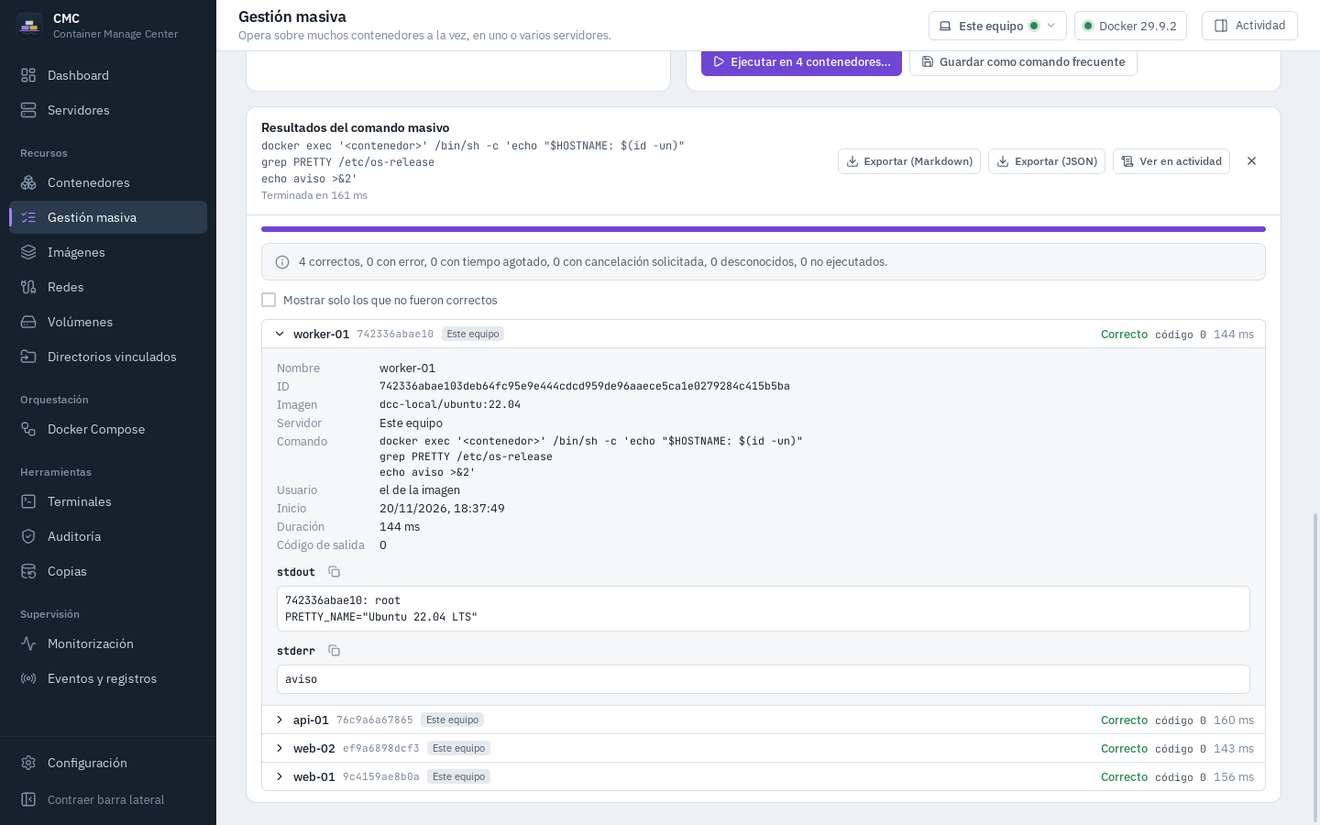 CMC
Container Manage Center
Dashboard
Servidores
Recursos
Contenedores
Gestión masiva
Imágenes
Redes
Volúmenes
Directorios vinculados
Orquestación
Docker Compose
Herramientas
Terminales
Auditoría
Copias
Supervisión
Monitorización
Eventos y registros
Configuración
Contraer barra lateral
Gestión masiva
Opera sobre muchos contenedores a la vez, en uno o varios servidores.
Este equipo
Docker 29.9.2
Actividad
Ejecutar en 4 contenedores...
Guardar como comando frecuente
Resultados del comando masivo
docker exec '<contenedor>' /bin/sh -c 'echo "$HOSTNAME: $(id -un)"
grep PRETTY /etc/os-release
echo aviso >&2'
Terminada en 161 ms
Exportar (Markdown)
Exportar (JSON)
Ver en actividad
4 correctos, 0 con error, 0 con tiempo agotado, 0 con cancelación solicitada, 0 desconocidos, 0 no ejecutados.
Mostrar solo los que no fueron correctos
worker-01 742336abae10 Este equipo Correcto código 0 144 ms
Nombre worker-01
ID 742336abae103deb64fc95e9e444cdcd959de96aaece5ca1e0279284c415b5ba
Imagen dcc-local/ubuntu:22.04
Servidor Este equipo
Comando docker exec '<contenedor>' /bin/sh -c 'echo "$HOSTNAME: $(id -un)"
grep PRETTY /etc/os-release
echo aviso >&2'
Usuario el de la imagen
Inicio 20/11/2026, 18:37:49
Duración 144 ms
Código de salida 0
stdout
742336abae10: root
PRETTY_NAME="Ubuntu 22.04 LTS"
stderr
aviso
api-01 76c9a6a67865 Este equipo Correcto código 0 160 ms
web-02 ef9a6898dcf3 Este equipo Correcto código 0 143 ms
web-01 9c4159ae8b0a Este equipo Correcto código 0 156 ms